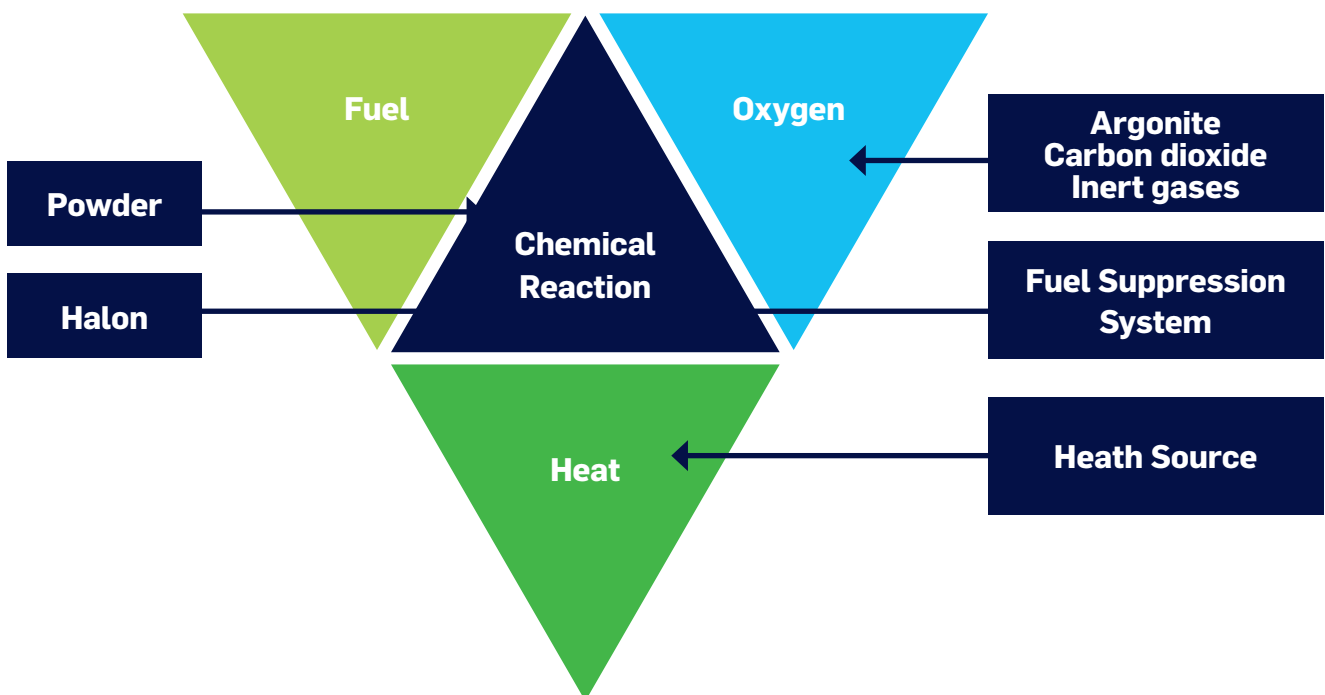 Fuel
Oxygen
Argonite
Carbon dioxide
Inert gases
Powder
Chemical
Reaction
Fuel Suppression
System
Halon
Heat
Heath Source